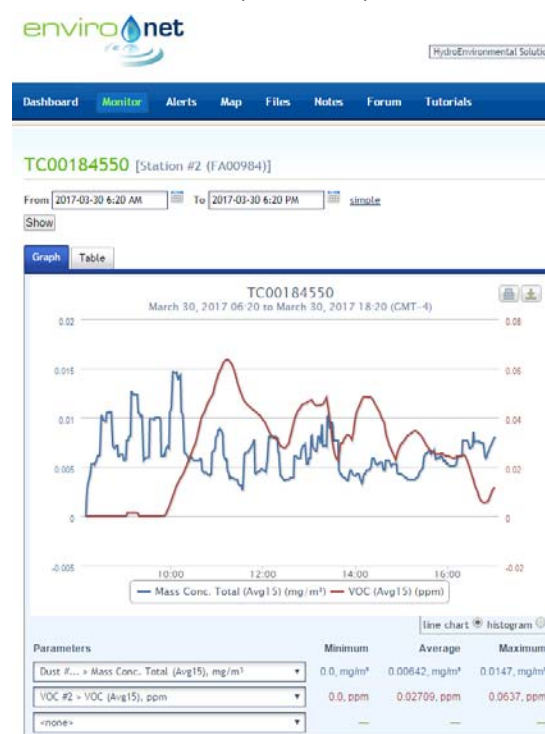 enviro net
HydroEnvironmental Solutio
Dashboard Monitor Alerts Map Files Notes Forum Tutorials
TC00184550 [Station #2 (FA00984)]
From 2017-03-30 6:20 AM To 2017-03-30 6:20 PM simple
Show
Graph Table
TC00184550
March 30, 2017 06:20 to March 30, 2017 18:20 (GMT-4)
0.02 0.08
0.015 0.06
0.01 0.04
0.005 0.02
0 0
-0.005 -0.02
10:00 12:00 14:00 16:00
Mass Conc. Total (Avg15) (mg/m³) VOC (Avg15) (ppm)
line chart histogram
Parameters Minimum Average Maximum
Dust #... > Mass Conc. Total (Avg15), mg/m³ 0.0, mg/m³ 0.00642, mg/m³ 0.0147, mg/m³
VOC #2 > VOC (Avg15), ppm 0.0, ppm 0.02709, ppm 0.0637, ppm
<none> — — —